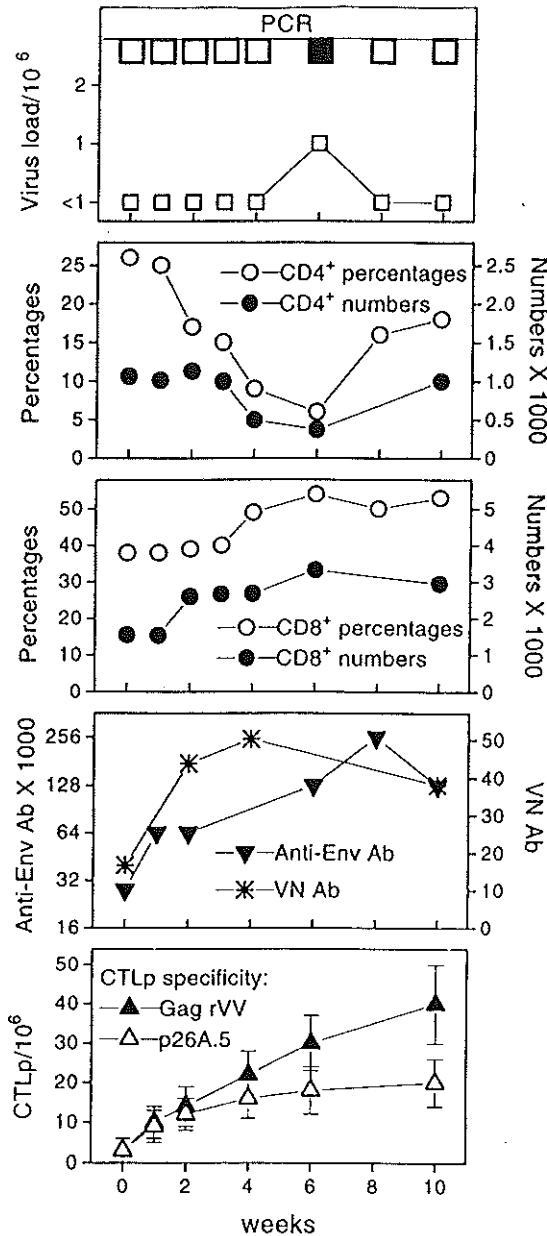 PCR
Virus load/10^6
2
1
<1
Percentages
25
20
15
10
5
0
CD4+ percentages
CD4+ numbers
2.5
2.0
1.5
1.0
0.5
0
Numbers X 1000
Percentages
50
40
30
20
10
0
CD8+ percentages
CD8+ numbers
5
4
3
2
1
0
Numbers X 1000
Anti-Env Ab X 1000
256
128
64
32
16
Anti-Env Ab
VN Ab
50
40
30
20
10
0
VN Ab
CTLp/10^6
50
40
30
20
10
0
CTLp specificity:
Gag rVV
p26A.5
0 2 4 6 8 10
weeks